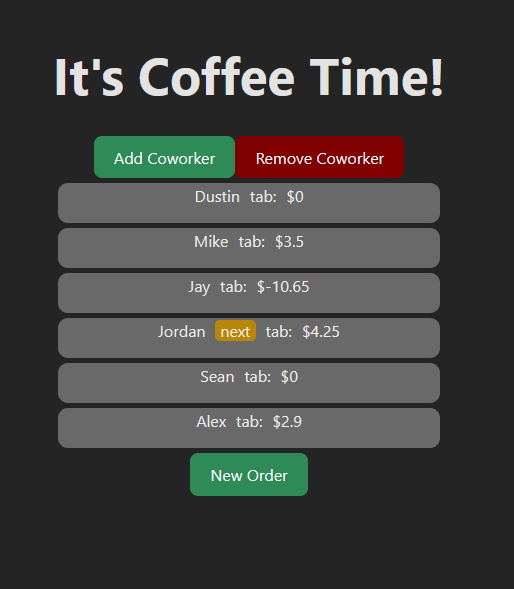 It's Coffee Time!
Add Coworker Remove Coworker
Dustin tab: $0
Mike tab: $3.5
Jay tab: $-10.65
Jordan next tab: $4.25
Sean tab: $0
Alex tab: $2.9
New Order